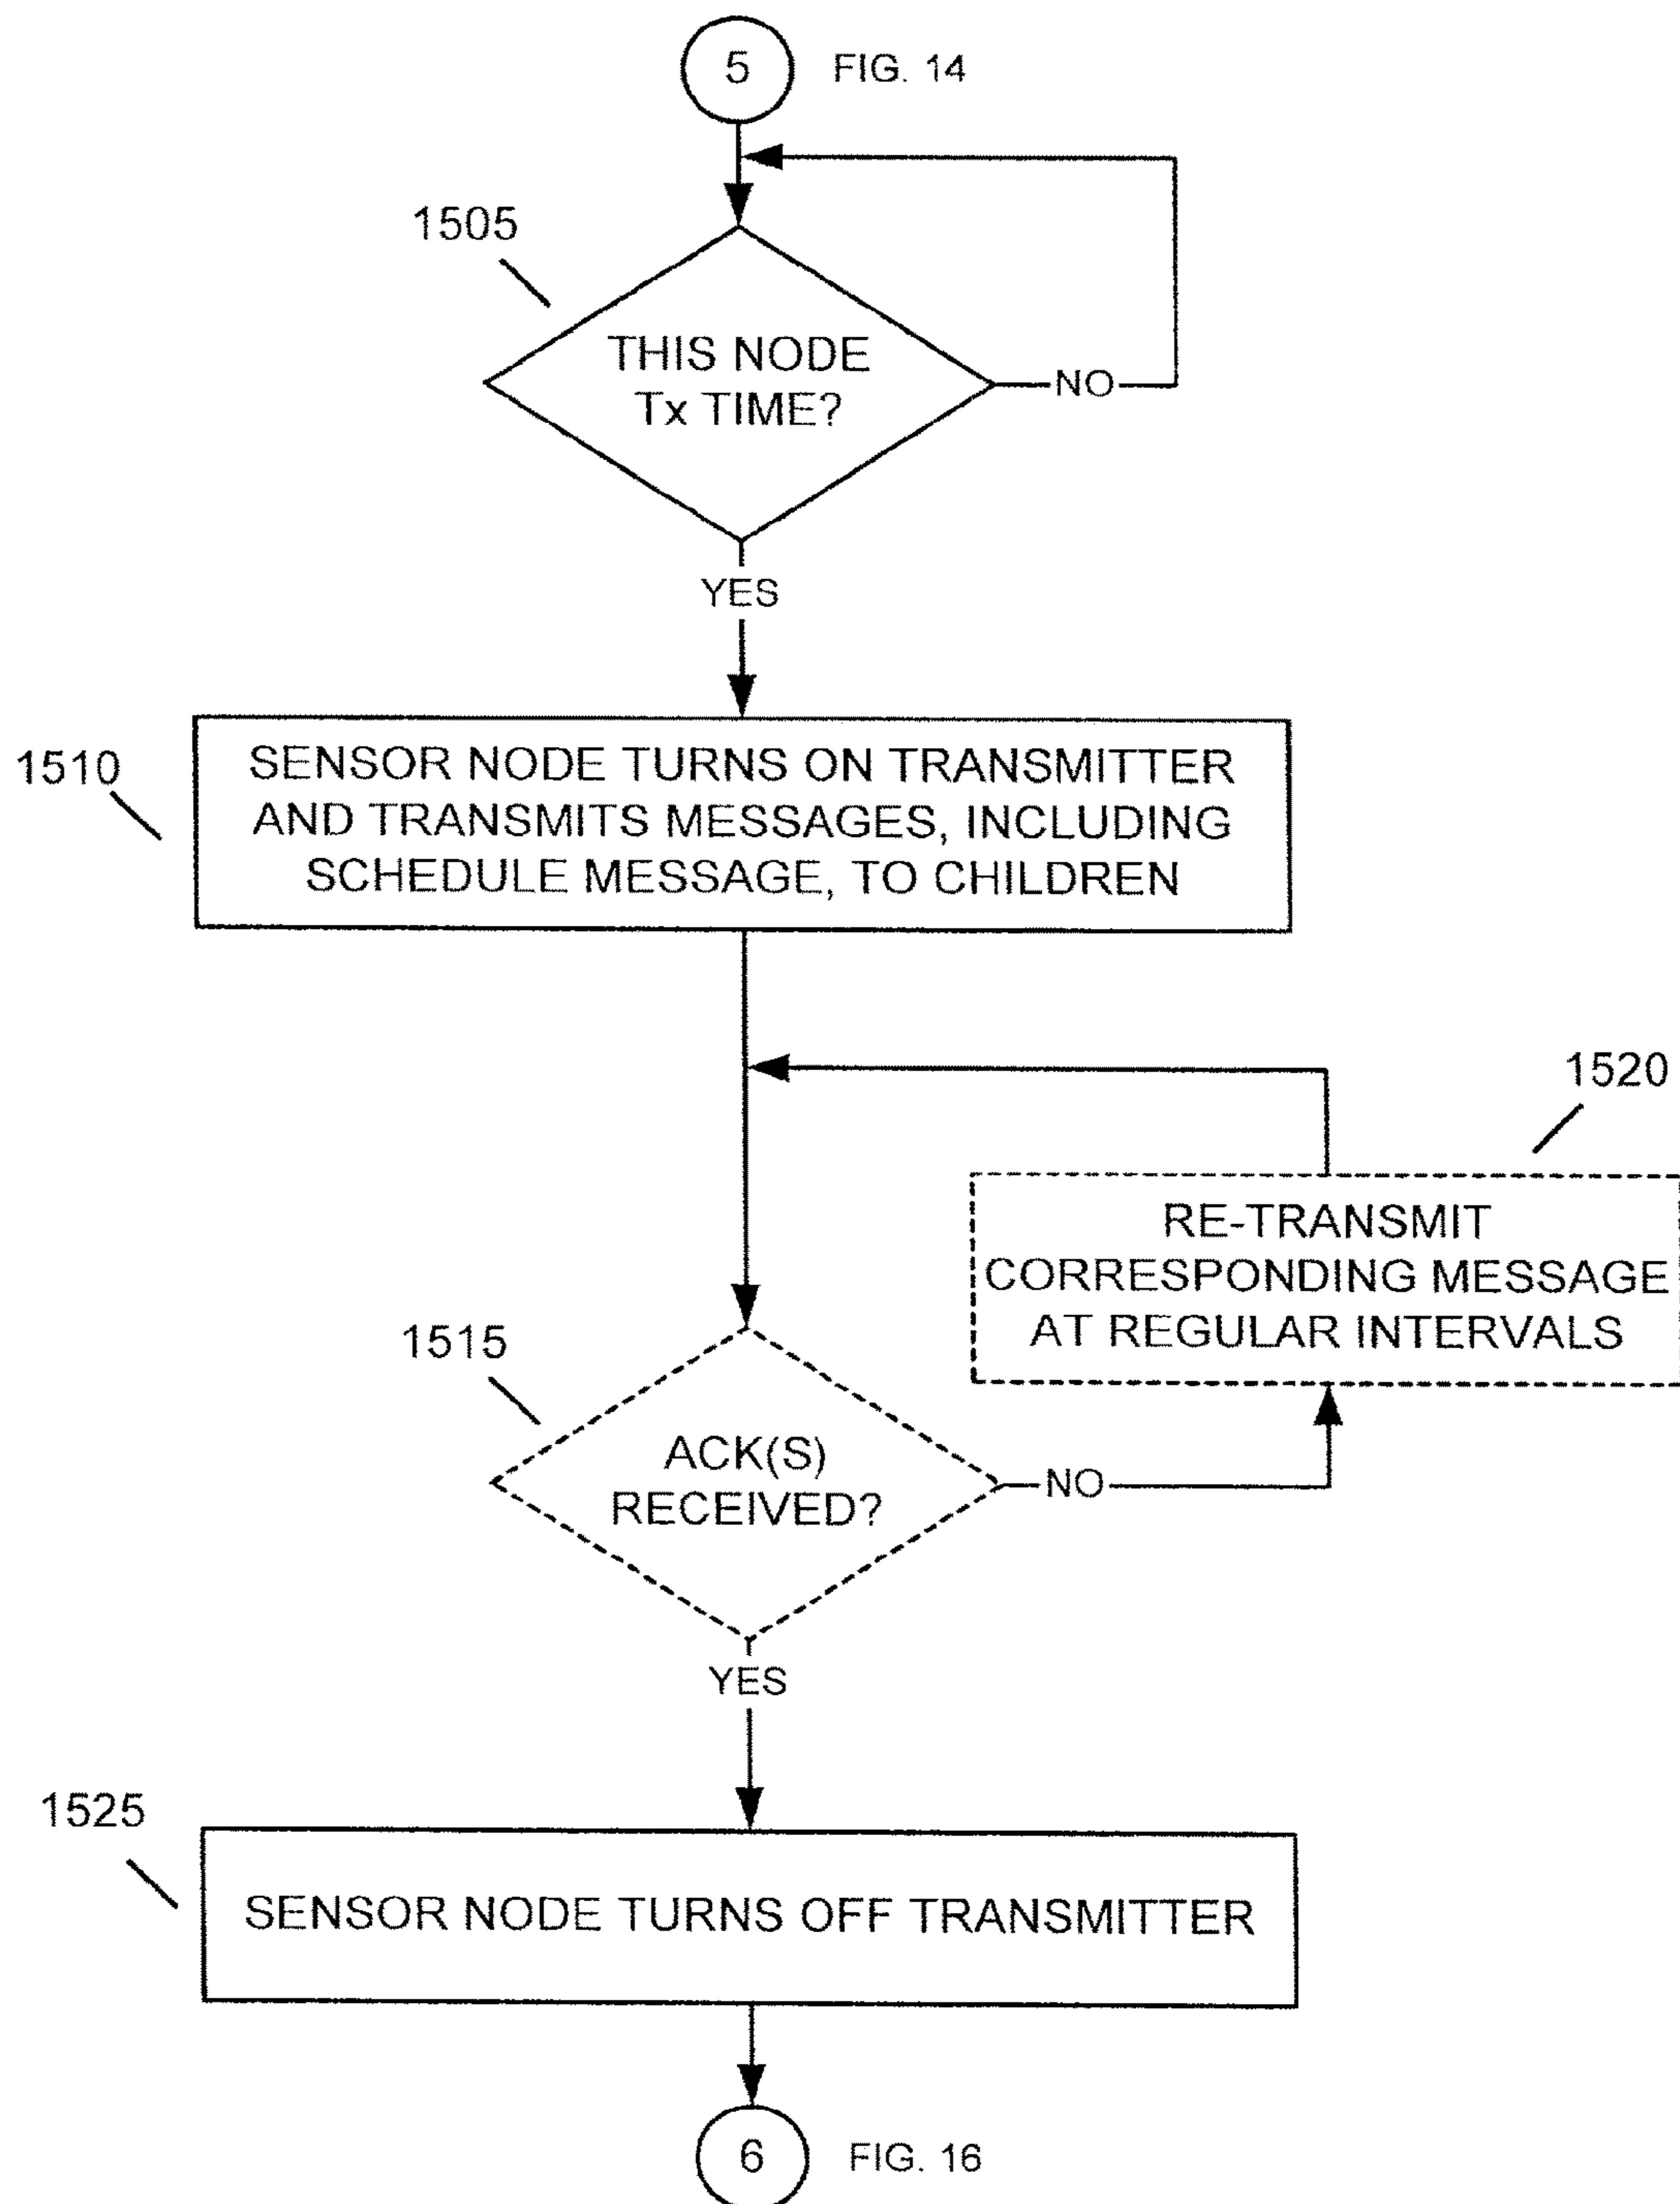 5 FIG. 14
1505
THIS NODE
Tx TIME?
NO
YES
1510
SENSOR NODE TURNS ON TRANSMITTER
AND TRANSMITS MESSAGES, INCLUDING
SCHEDULE MESSAGE, TO CHILDREN
1520
RE-TRANSMIT
CORRESPONDING MESSAGE
AT REGULAR INTERVALS
1515
ACK(S)
RECEIVED?
NO
YES
1525
SENSOR NODE TURNS OFF TRANSMITTER
6 FIG. 16